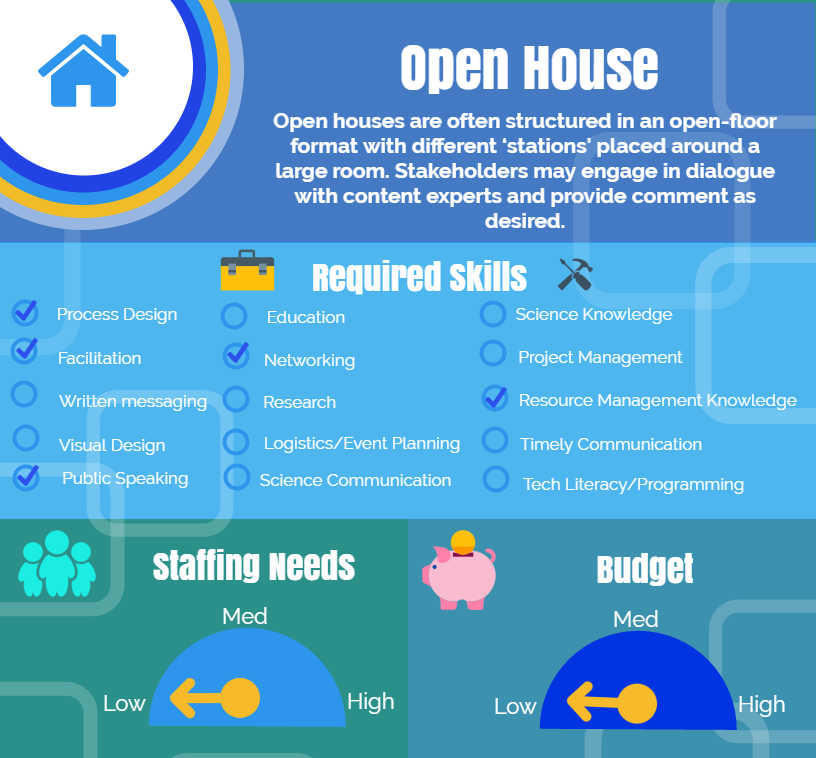 Open House
Open houses are often structured in an open-floor
format with different 'stations' placed around a
large room. Stakeholders may engage in dialogue
with content experts and provide comment as
desired.
Required Skills
Process Design
Facilitation
Written messaging
Visual Design
Public Speaking
Education
Networking
Research
Logistics/Event Planning
Science Communication
Science Knowledge
Project Management
Resource Management Knowledge
Timely Communication
Tech Literacy/Programming
Staffing Needs
Med
Low
High
Budget
Med
Low
High